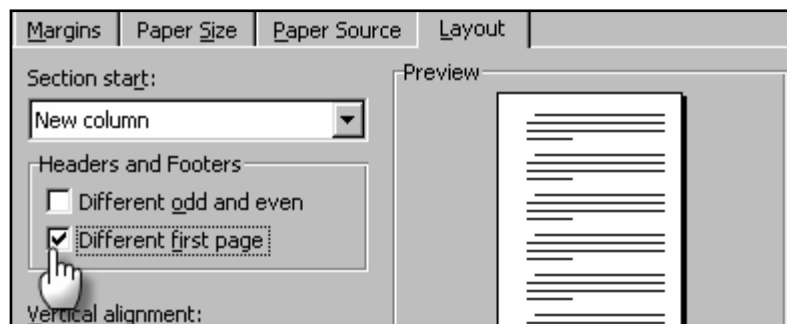 Margins Paper Size Paper Source Layout
Section start:
Preview
New column
Headers and Footers
Different odd and even
Different first page
Vertical alignment: